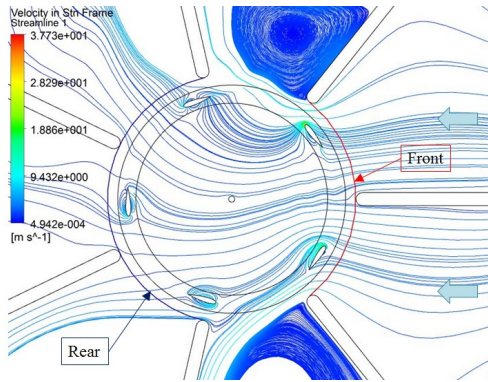 Velocity in Stn Frame
Streamline 1
3.773e+001
2.829e+001
1.886e+001
9.432e+000
4.942e-004
[m s^-1]
Front
Rear